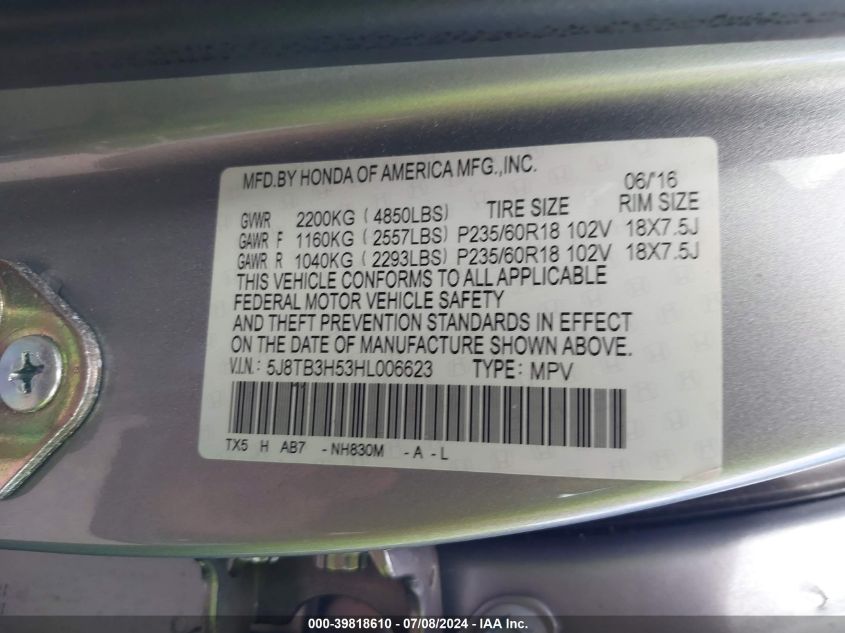 MFD.BY HONDA OF AMERICA MFG.,INC. 06/'16
GVWR 2200KG (4850LBS) TIRE SIZE RIM SIZE
GAWR F 1160KG (2557LBS) P235/60R18 102V 18X7.5J
GAWR R 1040KG (2293LBS) P235/60R18 102V 18X7.5J
THIS VEHICLE CONFORMS TO ALL APPLICABLE
FEDERAL MOTOR VEHICLE SAFETY
AND THEFT PREVENTION STANDARDS IN EFFECT
ON THE DATE OF MANUFACTURE SHOWN ABOVE.
V.I.N.: 5J8TB3H53HL006623 TYPE: MPV
TX5 H AB7 -NH830M -A -L
000-39818610 - 07/08/2024 - IAA Inc.